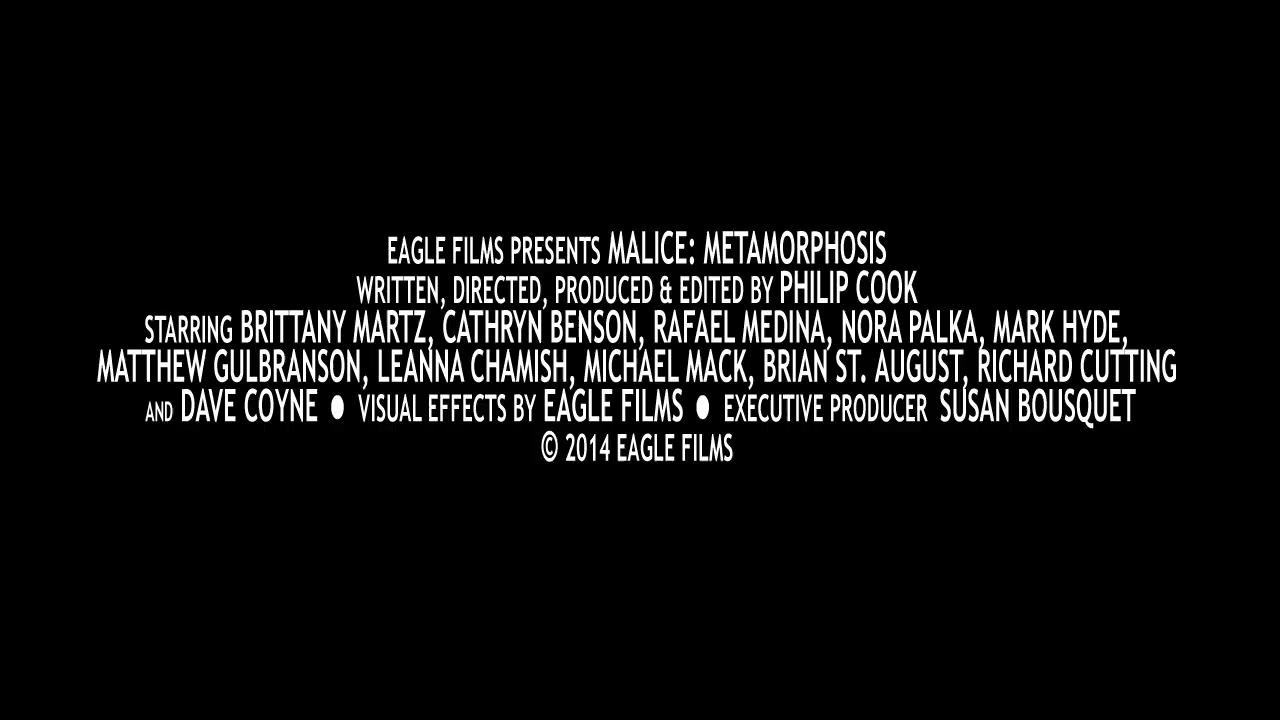 EAGLE FILMS PRESENTS MALICE: METAMORPHOSIS
WRITTEN, DIRECTED, PRODUCED & EDITED BY PHILIP COOK
STARRING BRITTANY MARTZ, CATHRYN BENSON, RAFAEL MEDINA, NORA PALKA, MARK HYDE,
MATTHEW GULBRANSON, LEANNA CHAMISH, MICHAEL MACK, BRIAN ST. AUGUST, RICHARD CUTTING
AND DAVE COYNE ● VISUAL EFFECTS BY EAGLE FILMS ● EXECUTIVE PRODUCER SUSAN BOUSQUET
© 2014 EAGLE FILMS